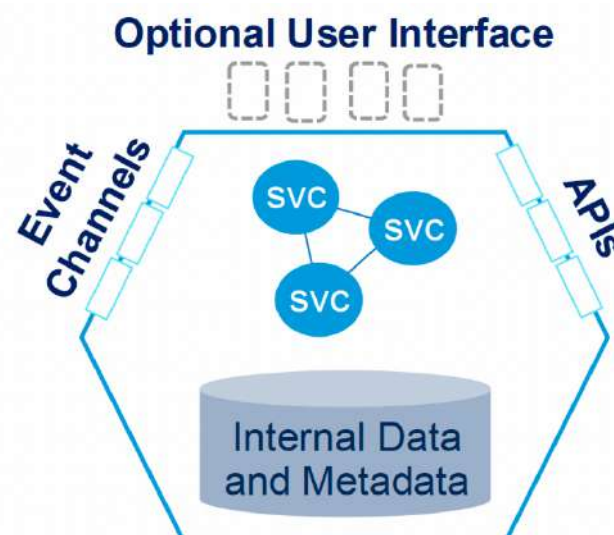 Optional User Interface
Event
Channels
APIs
SVC
SVC
SVC
Internal Data
and Metadata